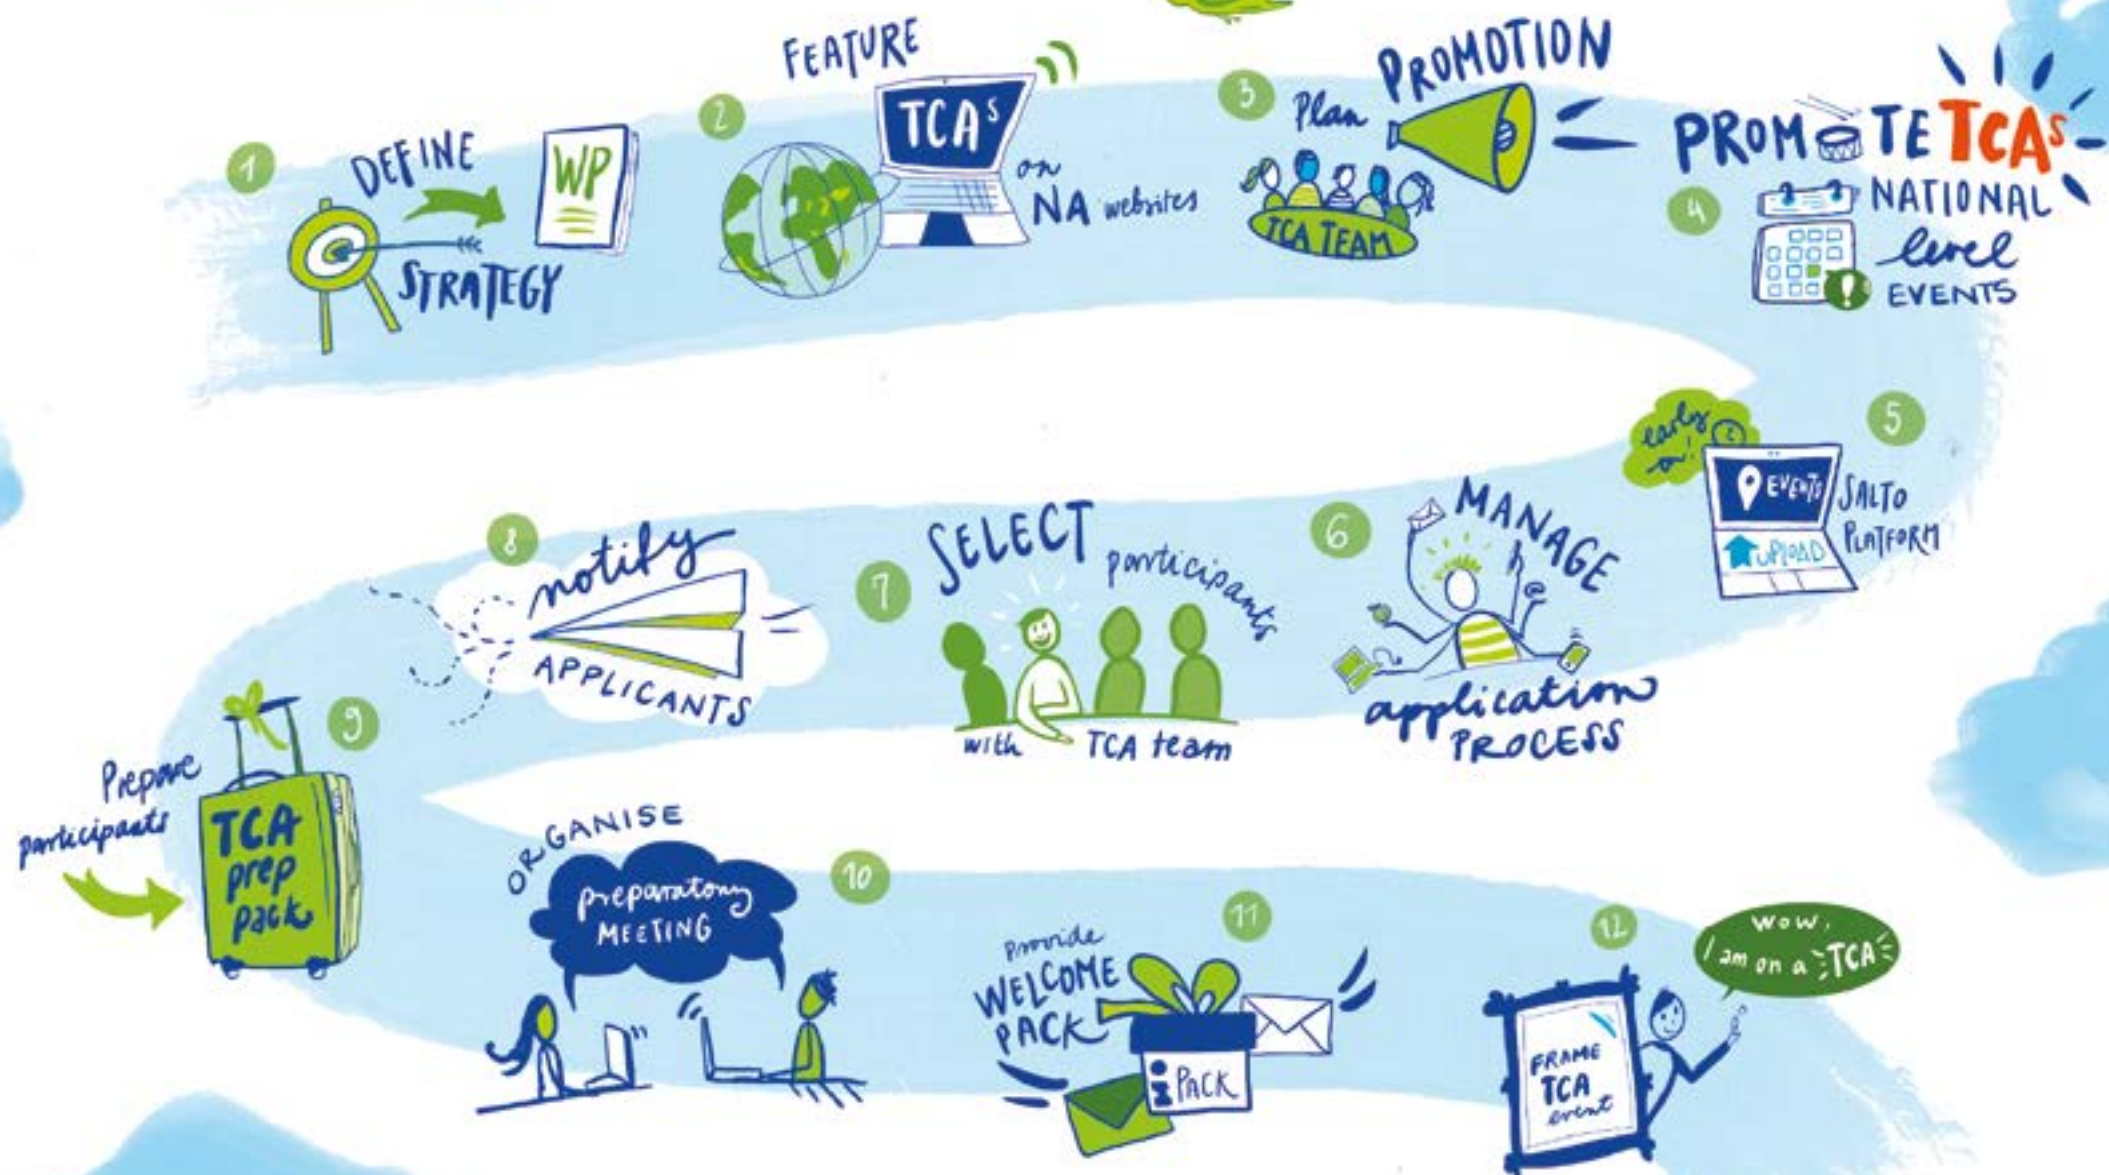 1
DEFINE
WP
STRATEGY
2
FEATURE
TCAs
on
NA websites
3
Plan
PROMOTION
TCA TEAM
PROMOTE TCAs
4
NATIONAL
level
EVENTS
5
early
on!
EVENTS
UPLOAD
SALTO
PLATFORM
6
MANAGE
@
application
PROCESS
7
SELECT
participants
with TCA team
8
notify
APPLICANTS
9
Prepare
participants
TCA
prep
pack
10
ORGANISE
preparatory
MEETING
11
Provide
WELCOME
PACK
i PACK
12
FRAME
TCA
event
Wow,
I am on a TCA